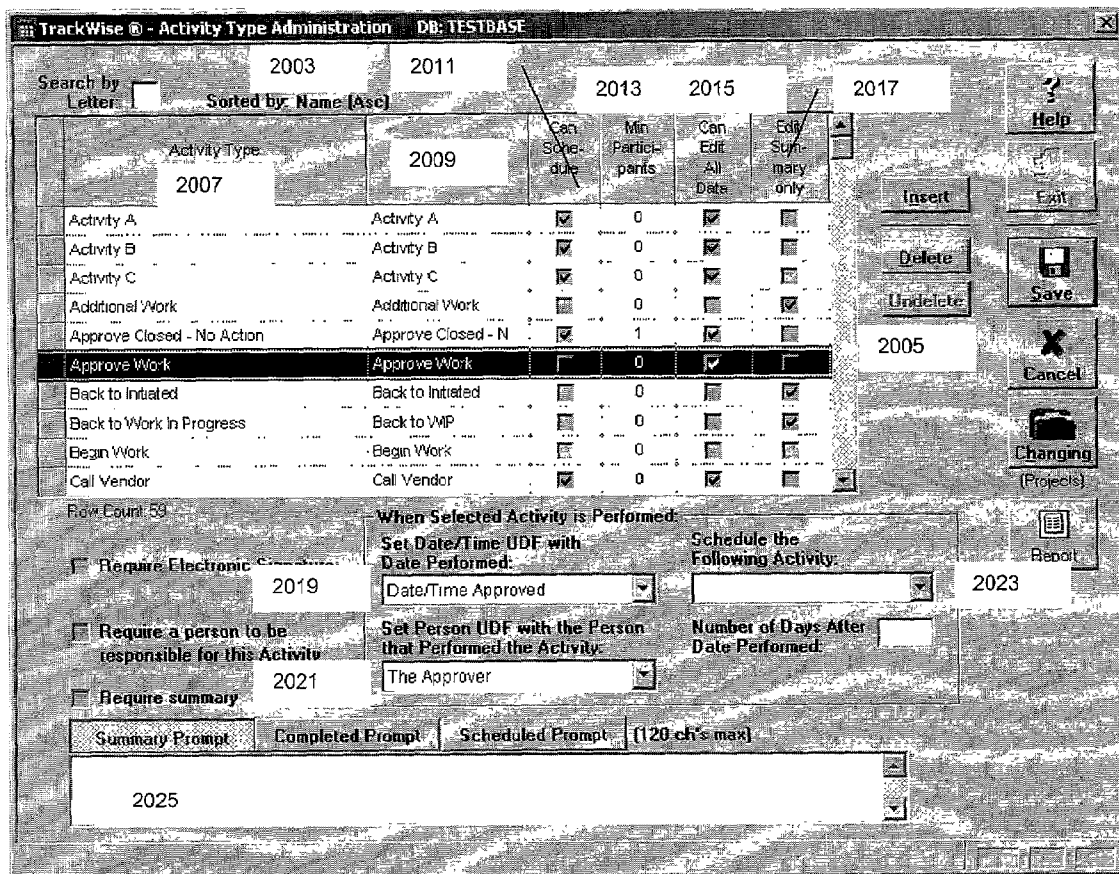 TrackWise ® - Activity Type Administration DB: TESTBASE
2003 2011
Search by
Letter:
Sorted by: Name [Asc]
2013 2015 2017
Help
Activity Type
2007
2009
Can Sche- dule
Min Partici- pants
Can Edit All Data
Edit Sum- mary only
Insert
Exit
Activity A Activity A 0
Activity B Activity B 0
Delete
Activity C Activity C 0
Undelete
Save
Additional Work Additional Work 0
Approve Closed - No Action Approve Closed - N 1
2005
Approve Work Approve Work 0
Cancel
Back to Initiated Back to Initiated 0
Back to Work In Progress Back to WIP 0
Begin Work Begin Work 0
Changing
(Projects)
Call Vendor Call Vendor 0
Row Count: 59
When Selected Activity is Performed:
Report
Require Electronic
2019
Set Date/Time UDF with
Date Performed:
Date/Time Approved
Schedule the
Following Activity:
2023
Require a person to be
responsible for this Activity
Set Person UDF with the Person
that Performed the Activity:
The Approver
Number of Days After
Date Performed:
2021
Require summary
Summary Prompt Completed Prompt Scheduled Prompt [120 ch's max]
2025